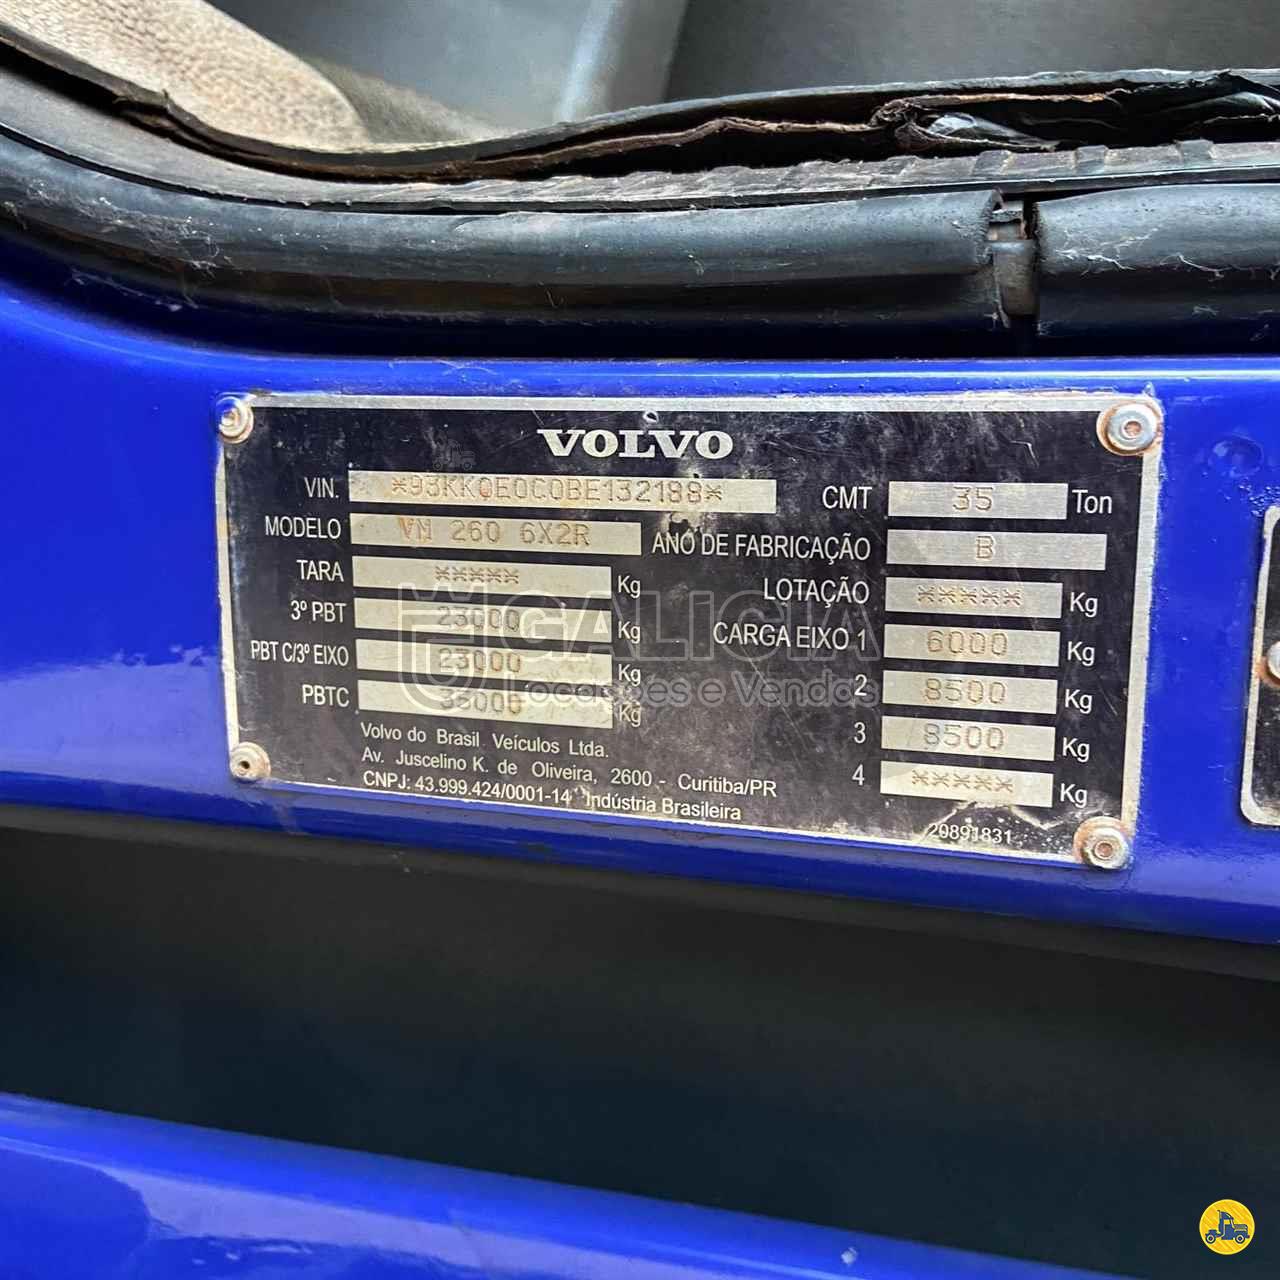 VOLVO
VIN. *93KK0E0C0BE132188*
MODELO VM 260 6X2R
TARA ***** Kg
3º PBT 23000 Kg
PBT C/3º EIXO 23000 Kg
PBTC 35000 Kg
CMT 35 Ton
ANO DE FABRICAÇÃO B
LOTAÇÃO ***** Kg
CARGA EIXO 1 6000 Kg
2 8500 Kg
3 8500 Kg
4 ***** Kg
Volvo do Brasil Veículos Ltda.
Av. Juscelino K. de Oliveira, 2600 - Curitiba/PR
CNPJ: 43.999.424/0001-14 Indústria Brasileira
20891831
GALICIA
Locações e Vendas